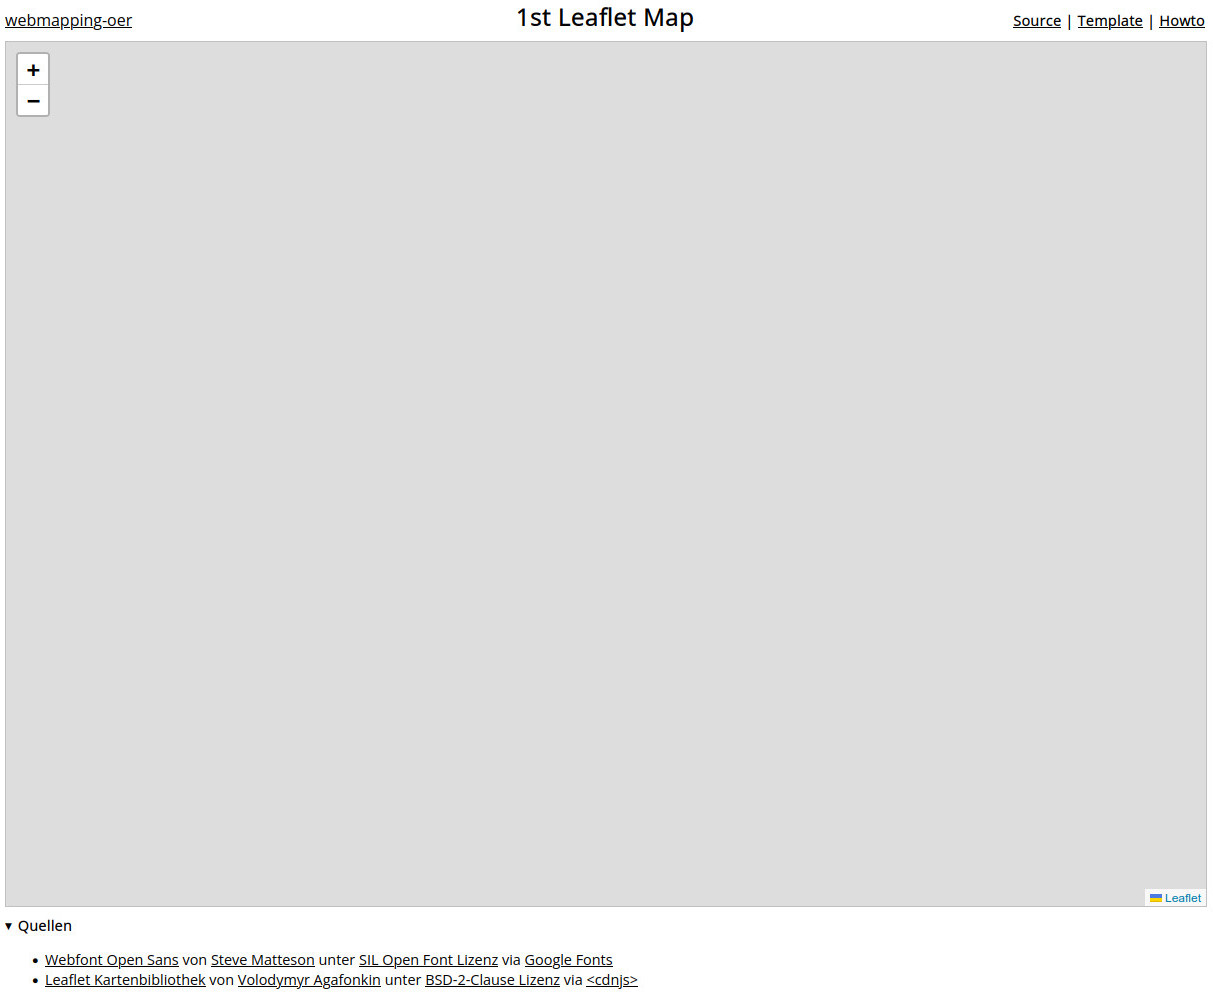 webmapping-oer
1st Leaflet Map
Source | Template | Howto
+
−
Leaflet
▾ Quellen
• Webfont Open Sans von Steve Matteson unter SIL Open Font Lizenz via Google Fonts
• Leaflet Kartenbibliothek von Volodymyr Agafonkin unter BSD-2-Clause Lizenz via <cdnjs>